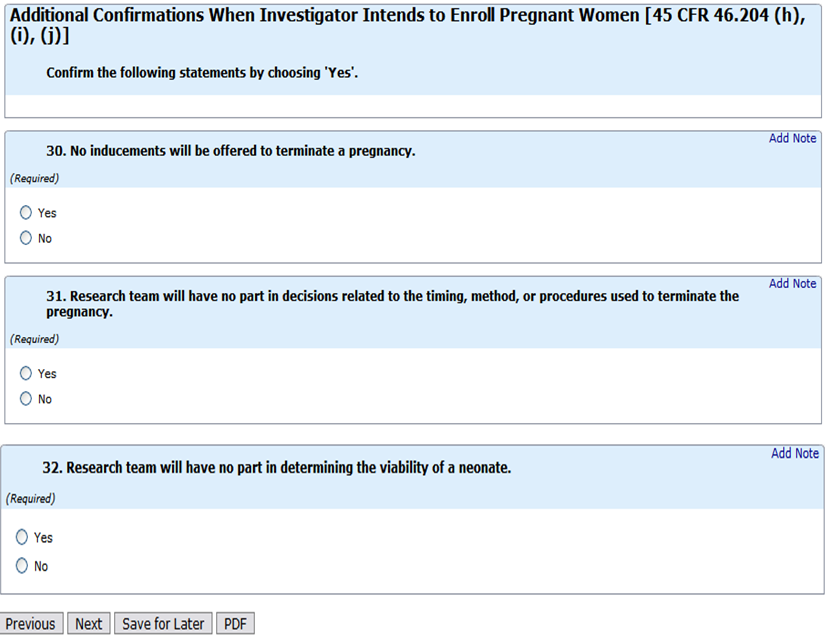 Additional Confirmations When Investigator Intends to Enroll Pregnant Women [45 CFR 46.204 (h),
(i), (j)]
Confirm the following statements by choosing 'Yes'.
Add Note
30. No inducements will be offered to terminate a pregnancy.
(Required)
Yes
No
Add Note
31. Research team will have no part in decisions related to the timing, method, or procedures used to terminate the
pregnancy.
(Required)
Yes
No
Add Note
32. Research team will have no part in determining the viability of a neonate.
(Required)
Yes
No
Previous Next Save for Later PDF